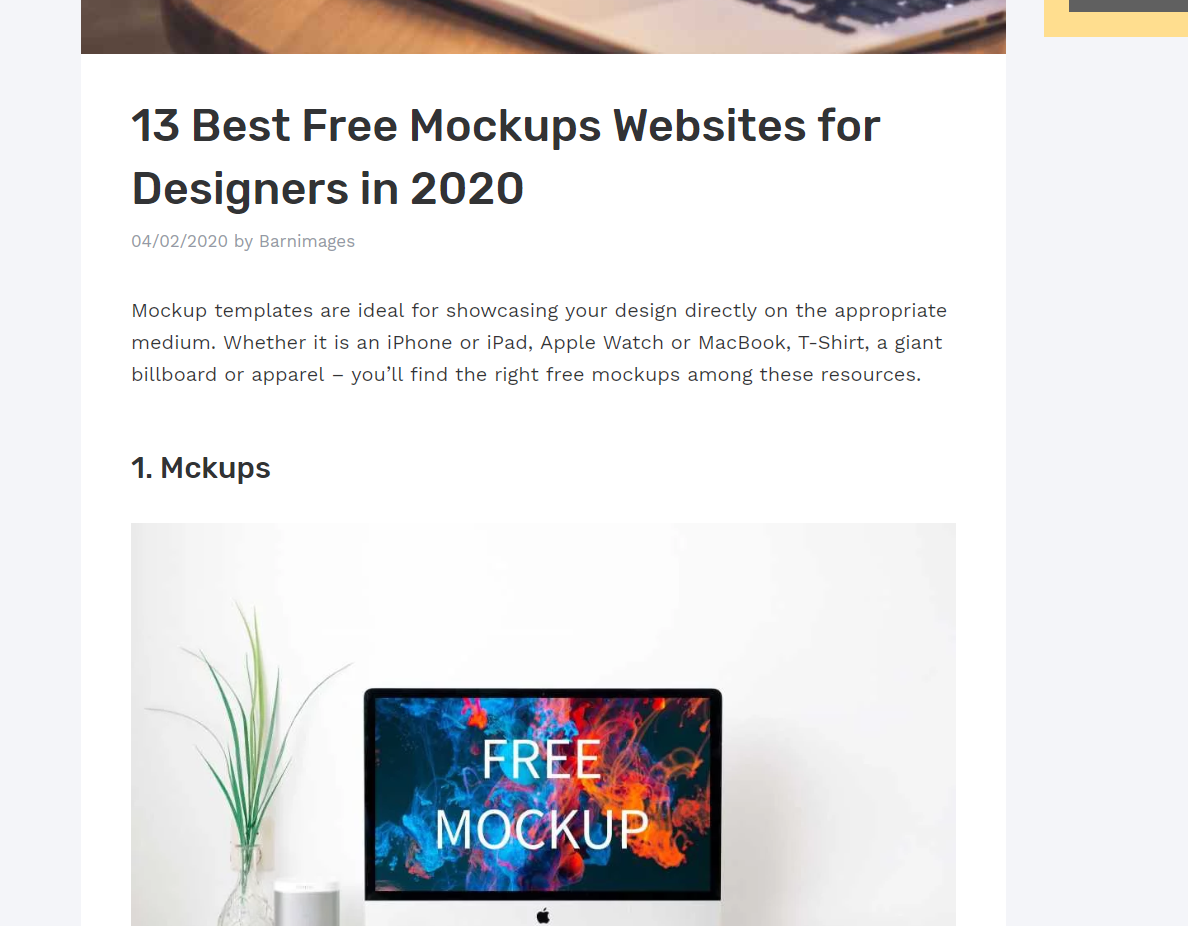 13 Best Free Mockups Websites for
Designers in 2020
04/02/2020 by Barnimages
Mockup templates are ideal for showcasing your design directly on the appropriate
medium. Whether it is an iPhone or iPad, Apple Watch or MacBook, T-Shirt, a giant
billboard or apparel – you’ll find the right free mockups among these resources.
1. Mckups
FREE
MOCKUP